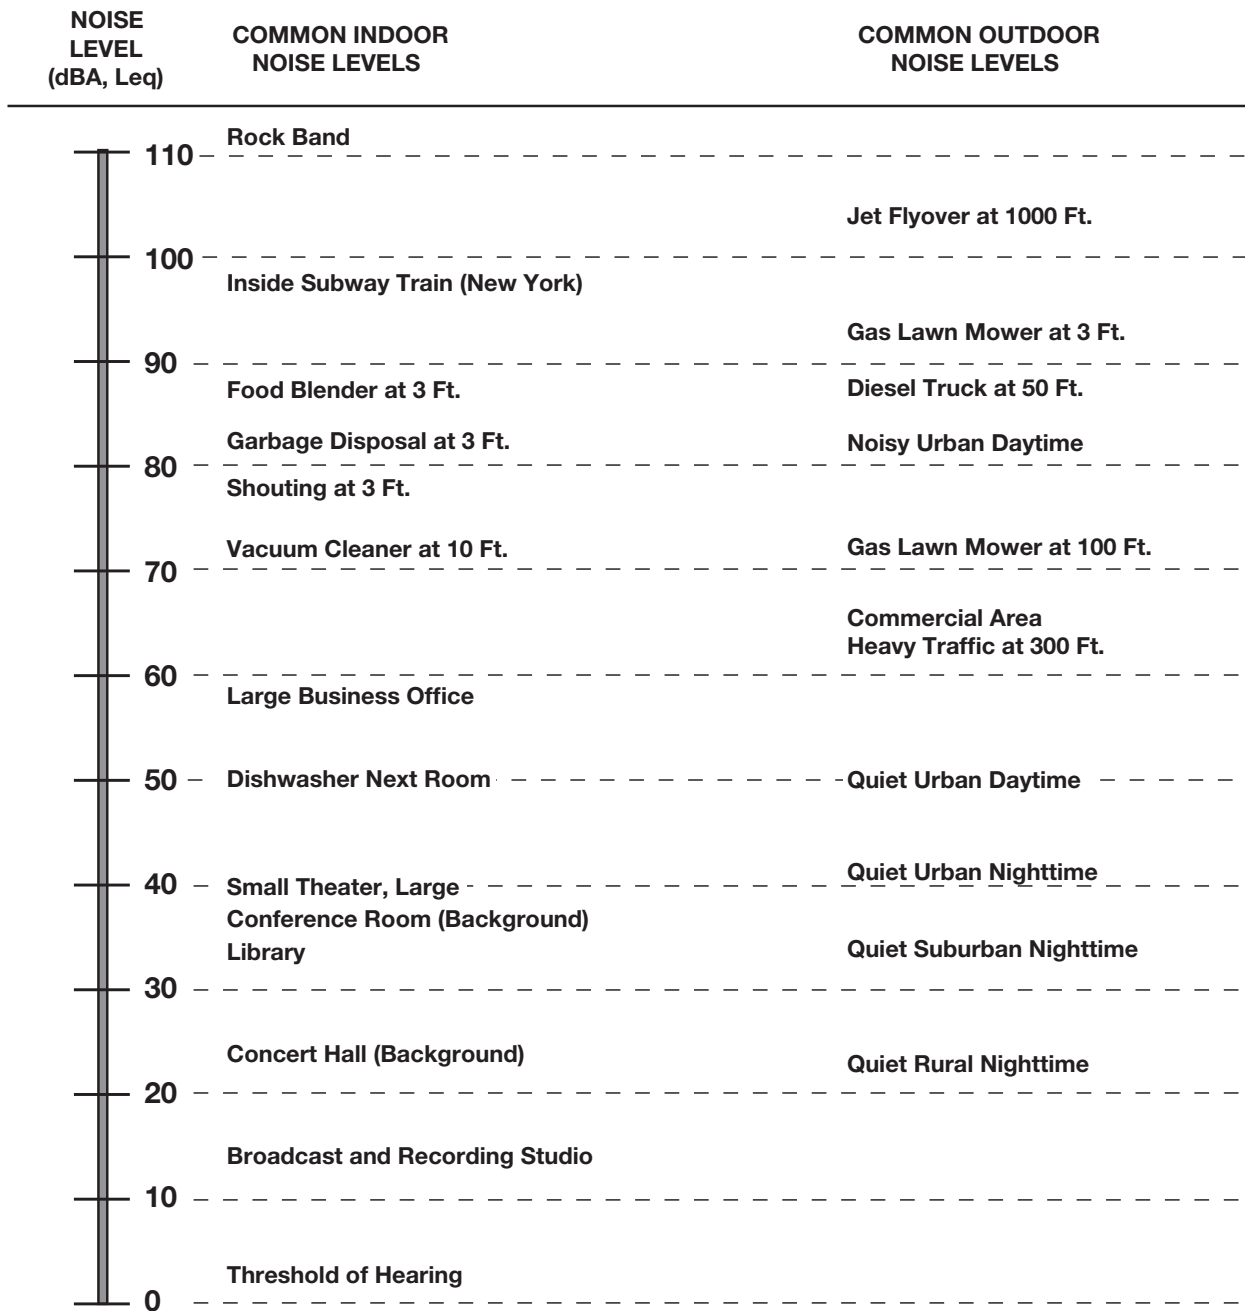 NOISE
LEVEL
(dBA, Leq)
COMMON INDOOR
NOISE LEVELS
COMMON OUTDOOR
NOISE LEVELS
Rock Band
110
Jet Flyover at 1000 Ft.
100
Inside Subway Train (New York)
Gas Lawn Mower at 3 Ft.
90
Food Blender at 3 Ft.
Diesel Truck at 50 Ft.
Garbage Disposal at 3 Ft.
Noisy Urban Daytime
80
Shouting at 3 Ft.
Vacuum Cleaner at 10 Ft.
Gas Lawn Mower at 100 Ft.
70
Commercial Area
Heavy Traffic at 300 Ft.
60
Large Business Office
50
Dishwasher Next Room
Quiet Urban Daytime
Quiet Urban Nighttime
40
Small Theater, Large
Conference Room (Background)
Library
Quiet Suburban Nighttime
30
Concert Hall (Background)
Quiet Rural Nighttime
20
Broadcast and Recording Studio
10
Threshold of Hearing
0